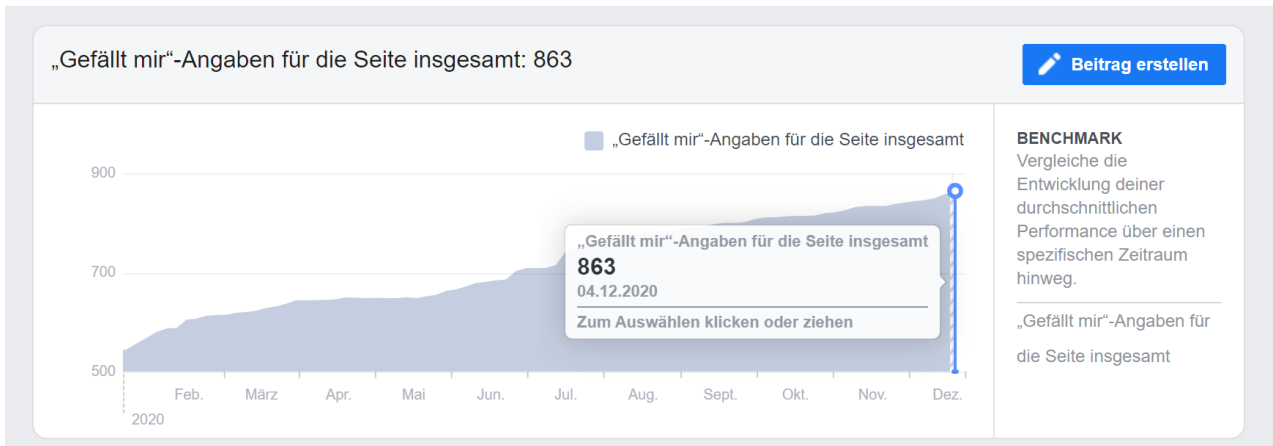 „Gefällt mir“-Angaben für die Seite insgesamt: 863
Beitrag erstellen
„Gefällt mir“-Angaben für die Seite insgesamt
900
700
500
„Gefällt mir“-Angaben für die Seite insgesamt
863
04.12.2020
Zum Auswählen klicken oder ziehen
Feb. März Apr. Mai Jun. Jul. Aug. Sept. Okt. Nov. Dez.
2020
BENCHMARK
Vergleiche die
Entwicklung deiner
durchschnittlichen
Performance über einen
spezifischen Zeitraum
hinweg.
„Gefällt mir“-Angaben für
die Seite insgesamt